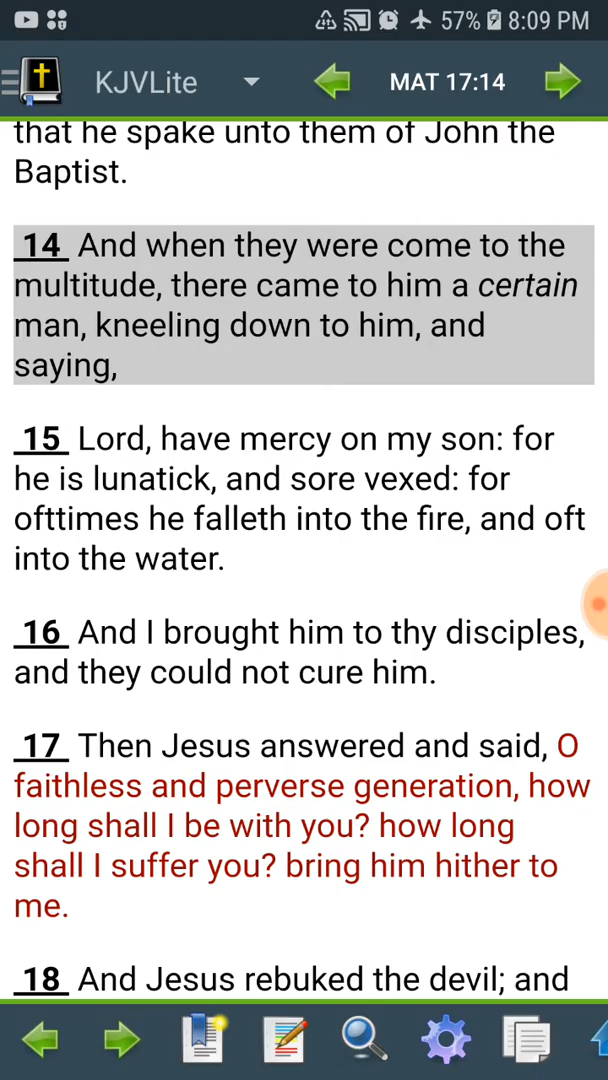 57% 8:09 PM
KJVLite MAT 17:14
that he spake unto them of John the
Baptist.
14 And when they were come to the
multitude, there came to him a certain
man, kneeling down to him, and
saying,
15 Lord, have mercy on my son: for
he is lunatick, and sore vexed: for
ofttimes he falleth into the fire, and oft
into the water.
16 And I brought him to thy disciples,
and they could not cure him.
17 Then Jesus answered and said, O
faithless and perverse generation, how
long shall I be with you? how long
shall I suffer you? bring him hither to
me.
18 And Jesus rebuked the devil; and